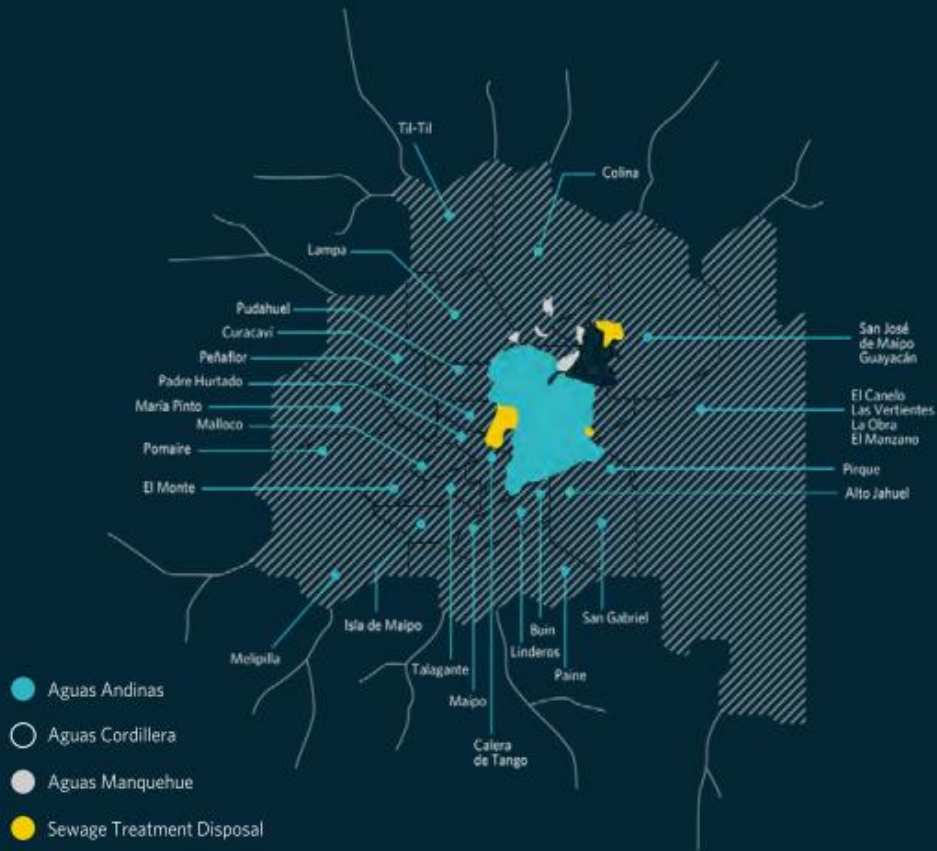 Til-Til
Colina
Lampa
Pudahuel
Curacaví
Peñaflor
Padre Hurtado
María Pinto
Malloco
Pomaire
El Monte
San José
de Maipo
Guayacán
El Canelo
Las Vertientes
La Obra
El Manzano
Pirque
Alto Jahuel
Melipilla
Isla de Maipo
Talagante
Maipo
Calera
de Tango
Linderos
Buin
Paine
San Gabriel
Aguas Andinas
Aguas Cordillera
Aguas Manquehue
Sewage Treatment Disposal